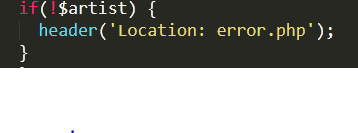 if(!$artist) {
  header('Location: error.php');
}